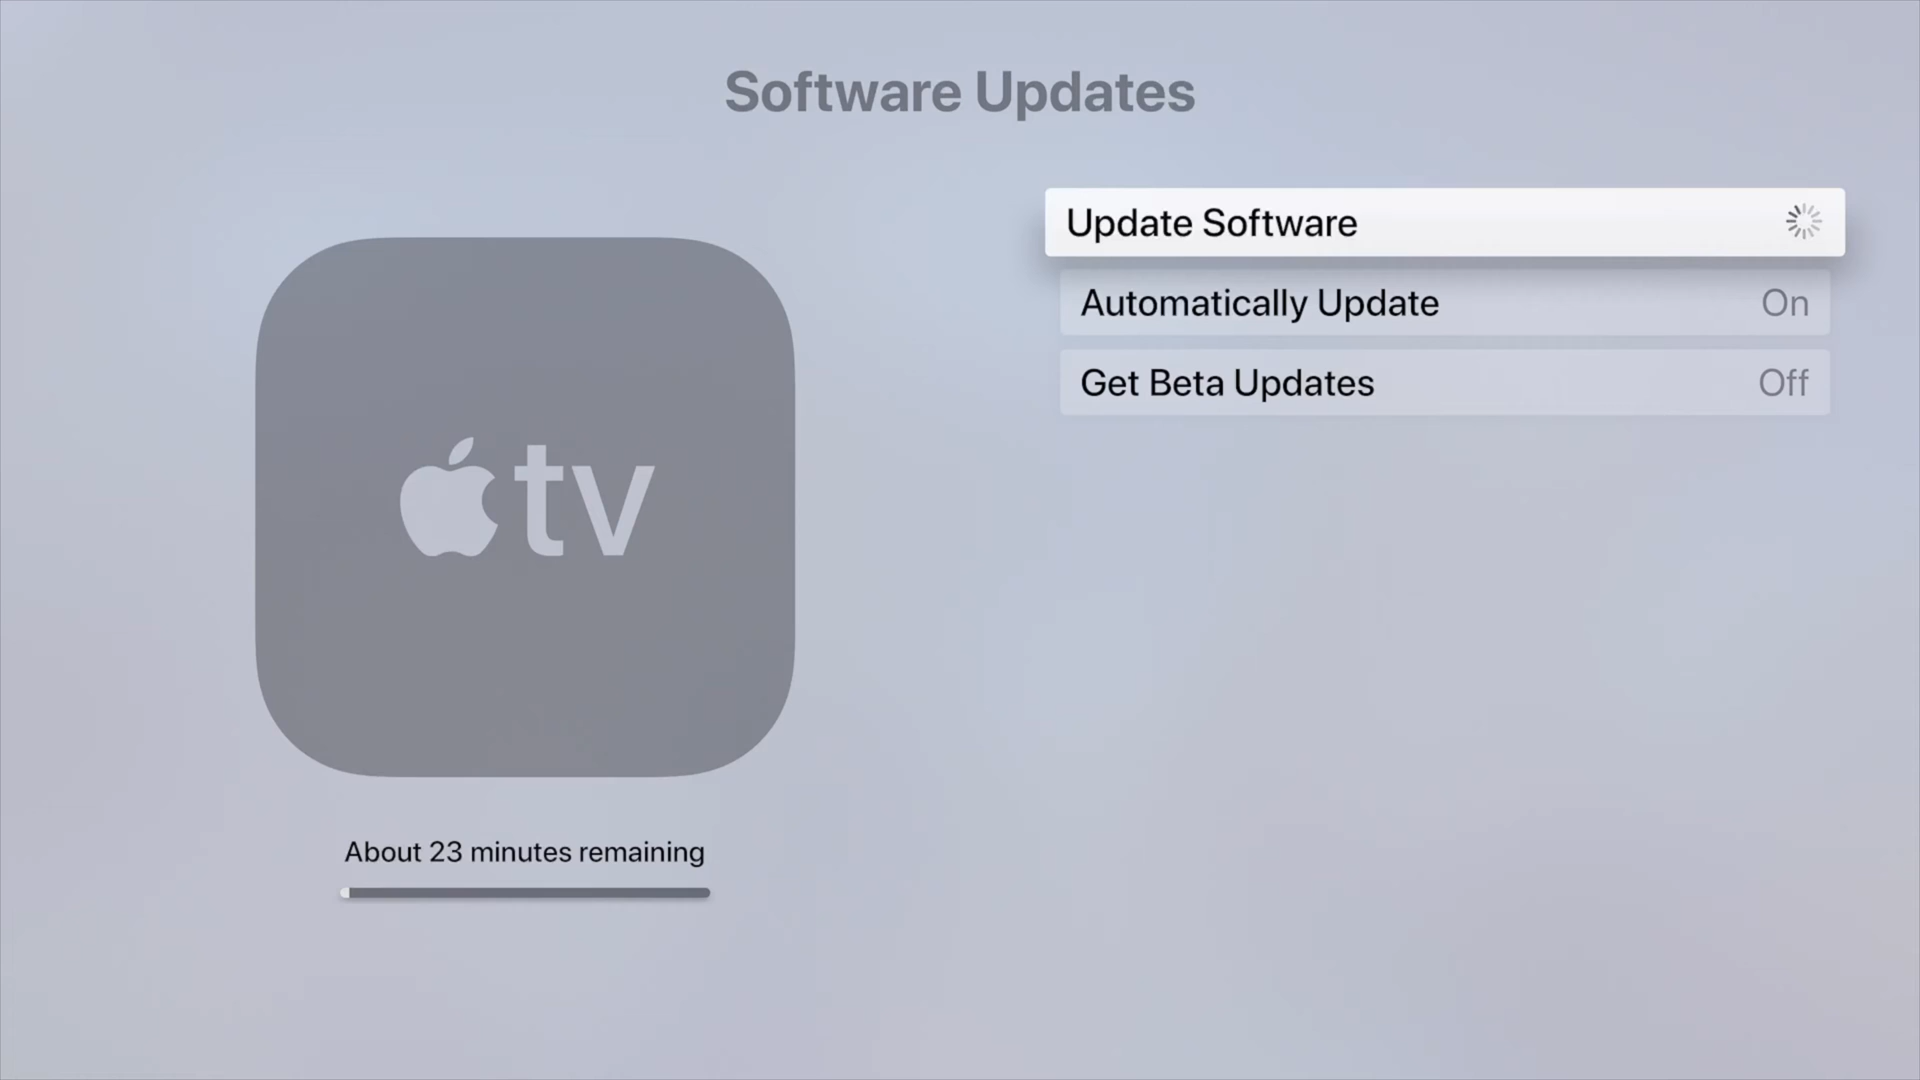 Software Updates
Update Software
Automatically Update On
Get Beta Updates Off
tv
About 23 minutes remaining